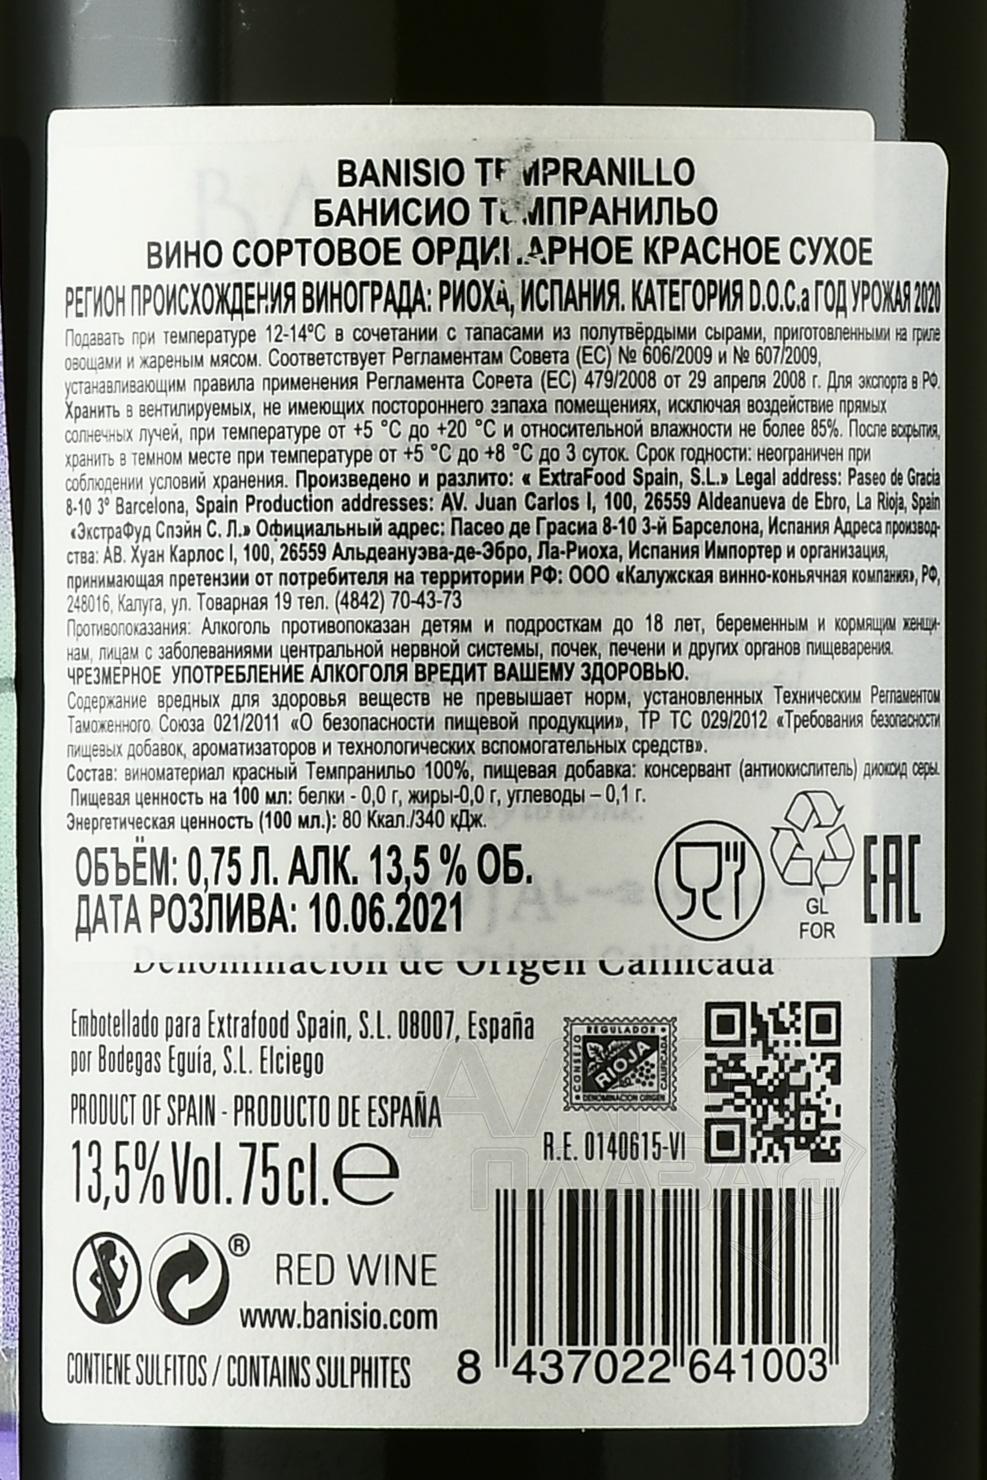 BANISIO TEMPRANILLO
БАНИСИО ТЕМПРАНИЛЬО
ВИНО СОРТОВОЕ ОРДИНАРНОЕ КРАСНОЕ СУХОЕ
РЕГИОН ПРОИСХОЖДЕНИЯ ВИНОГРАДА: РИОХА, ИСПАНИЯ. КАТЕГОРИЯ D.O.C.a ГОД УРОЖАЯ 2020
Подавать при температуре 12-14°С в сочетании с тапасами из полутвёрдыми сырами, приготовленными на гриле
овощами и жареным мясом. Соответствует Регламентам Совета (ЕС) № 606/2009 и № 607/2009,
устанавливающим правила применения Регламента Совета (ЕС) 479/2008 от 29 апреля 2008 г. Для экспорта в РФ.
Хранить в вентилируемых, не имеющих постороннего запаха помещениях, исключая воздействие прямых
солнечных лучей, при температуре от +5 °С до +20 °С и относительной влажности не более 85%. После вскрытия,
хранить в темном месте при температуре от +5 °С до +8 °С до 3 суток. Срок годности: неограничен при
соблюдении условий хранения. Произведено и разлито: « ExtraFood Spain, S.L.» Legal address: Paseo de Gracia
8-10 3º Barcelona, Spain Production addresses: AV. Juan Carlos I, 100, 26559 Aldeanueva de Ebro, La Rioja, Spain
«ЭкстраФуд Спэйн С. Л.» Официальный адрес: Пасео де Грасиа 8-10 3-й Барселона, Испания Адреса производ-
ства: АВ. Хуан Карлос I, 100, 26559 Альдеануэва-де-Эбро, Ла-Риоха, Испания Импортер и организация,
принимающая претензии от потребителя на территории РФ: ООО «Калужская винно-коньячная компания», РФ,
248016, Калуга, ул. Товарная 19 тел. (4842) 70-43-73
Противопоказания: Алкоголь противопоказан детям и подросткам до 18 лет, беременным и кормящим женщи-
нам, лицам с заболеваниями центральной нервной системы, почек, печени и других органов пищеварения.
ЧРЕЗМЕРНОЕ УПОТРЕБЛЕНИЕ АЛКОГОЛЯ ВРЕДИТ ВАШЕМУ ЗДОРОВЬЮ.
Содержание вредных для здоровья веществ не превышает норм, установленных Техническим Регламентом
Таможенного Союза 021/2011 «О безопасности пищевой продукции», ТР ТС 029/2012 «Требования безопасности
пищевых добавок, ароматизаторов и технологических вспомогательных средств».
Состав: виноматериал красный Темпранильо 100%, пищевая добавка: консервант (антиокислитель) диоксид серы.
Пищевая ценность на 100 мл: белки - 0,0 г, жиры-0,0 г, углеводы – 0,1 г.
Энергетическая ценность (100 мл.): 80 Ккал./340 кДж.
ОБЪЁМ: 0,75 Л. АЛК. 13,5 % ОБ.
ДАТА РОЗЛИВА: 10.06.2021
GL
FOR
EAC
Denominación de Origen Calificada
Embotellado para Extrafood Spain, S.L. 08007, España
por Bodegas Eguía, S.L. Elciego
PRODUCT OF SPAIN - PRODUCTO DE ESPAÑA
13,5%Vol.75cl.e
CONSEJO REGULADOR
CALIFICADA
RIOJA
DENOMINACION ORIGEN
R.E. 0140615-VI
® RED WINE
www.banisio.com
CONTIENE SULFITOS / CONTAINS SULPHITES
8 437022 641003
АЛКО
ПЛАЗА.ru